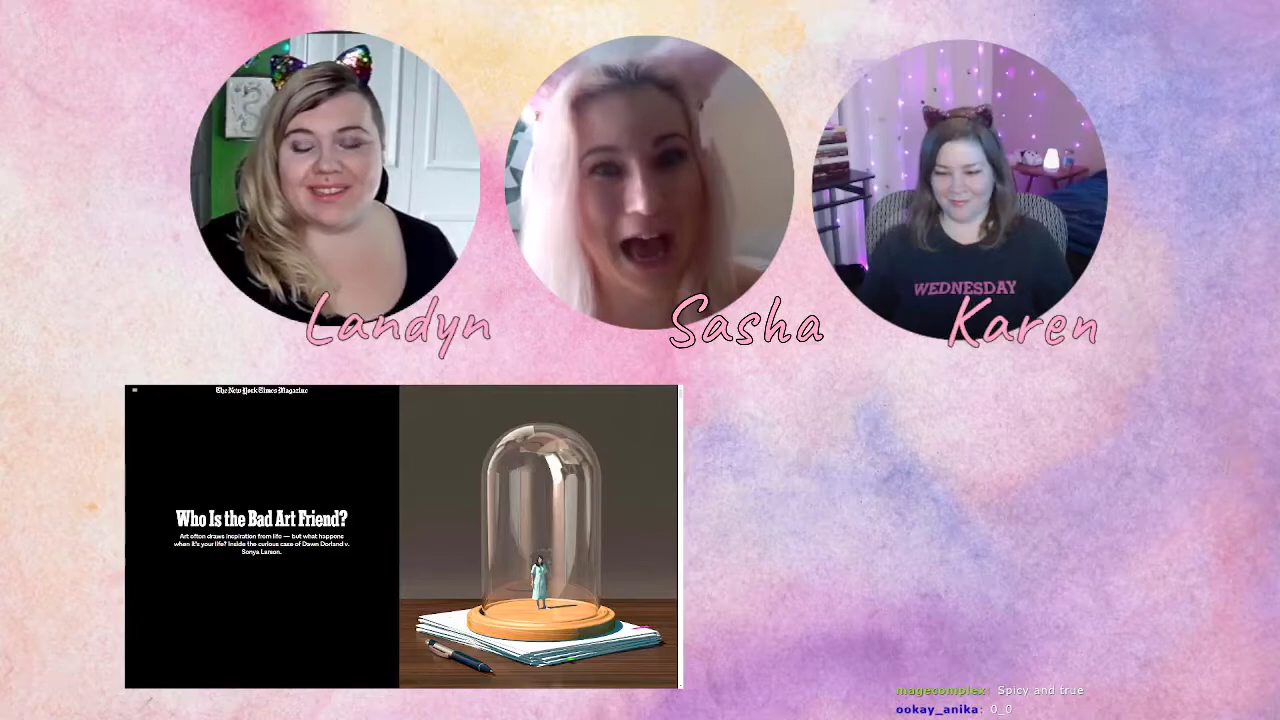 Landyn
Sasha
Karen
WEDNESDAY
The New York Times Magazine
Who Is the Bad Art Friend?
Art often draws inspiration from life — but what happens
when it's your life? Inside the curious case of Dawn Dorland v.
Sonya Larson.
magecomplex: Spicy and true
ookay_anika: 0_0